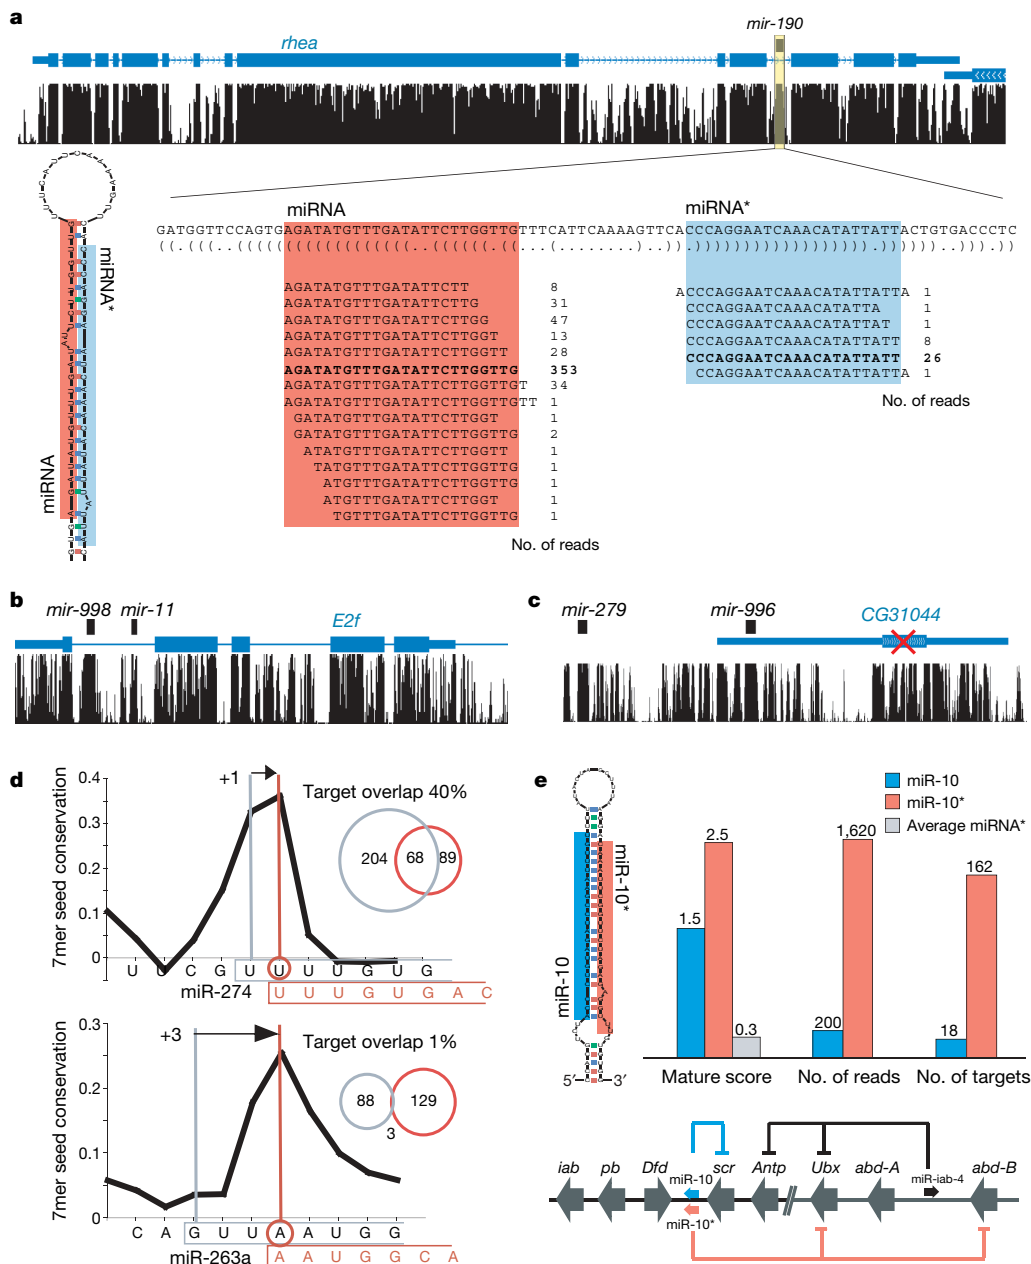 a
mir-190
rhea
miRNA
miRNA*
GATGGTTCCAGTGAGATATGTTTGATATTCTTGGTTGTTTCATTCAAAAGTTCACCCAGGAATCAAACATATTATTACTGTGACCCTC
AGATATGTTTGATATTCTT 8
AGATATGTTTGATATTCTTG 31
AGATATGTTTGATATTCTTGG 47
AGATATGTTTGATATTCTTGGT 13
AGATATGTTTGATATTCTTGGTT 28
AGATATGTTTGATATTCTTGGTTG 353
AGATATGTTTGATATTCTTGGTTGT 34
AGATATGTTTGATATTCTTGGTTGTT 1
GATATGTTTGATATTCTTGGT 1
GATATGTTTGATATTCTTGGTTG 2
ATATGTTTGATATTCTTGGTT 1
TATGTTTGATATTCTTGGTTG 1
ATGTTTGATATTCTTGGTTG 1
ATGTTTGATATTCTTGGT 1
TGTTTGATATTCTTGGTTG 1
No. of reads
ACCCAGGAATCAAACATATTATTA 1
CCCAGGAATCAAACATATTA 1
CCCAGGAATCAAACATATTAT 1
CCCAGGAATCAAACATATTATT 8
CCCAGGAATCAAACATATTATT 26
CCAGGAATCAAACATATTATTA 1
No. of reads
miRNA*
miRNA
b
mir-998
mir-11
E2f
c
mir-279
mir-996
CG31044
d
7mer seed conservation
0.4
0.3
0.2
0.1
0
+1
Target overlap 40%
204
68
89
U U C G U U U U G U G
miR-274
U U U G U G A C
7mer seed conservation
0.3
0.2
0.1
0
+3
Target overlap 1%
88
129
3
C A G U U A A U G G
miR-263a
A A U G G C A
e
miR-10
miR-10*
Average miRNA*
miR-10
miR-10*
5′
3′
1.5
2.5
0.3
200
1,620
18
162
Mature score
No. of reads
No. of targets
iab
pb
Dfd
miR-10
scr
Antp
Ubx
abd-A
miR-iab-4
abd-B
miR-10*